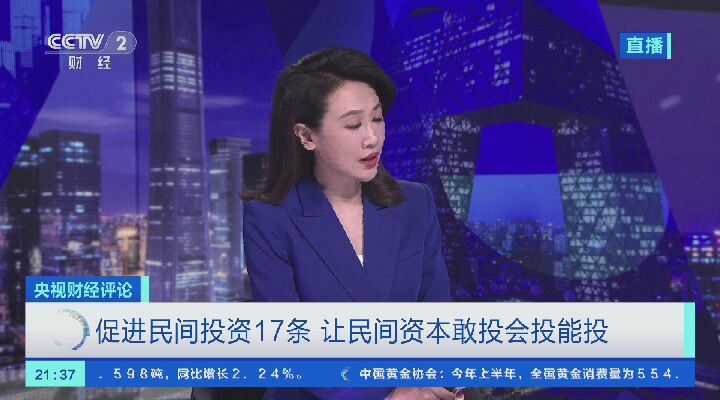 CCTV 2
财 经
直播
央视财经评论
促进民间投资17条 让民间资本敢投会投能投
21:37 . 598吨，同比增长2．24%。 中国黄金协会：今年上半年，全国黄金消费量为554．